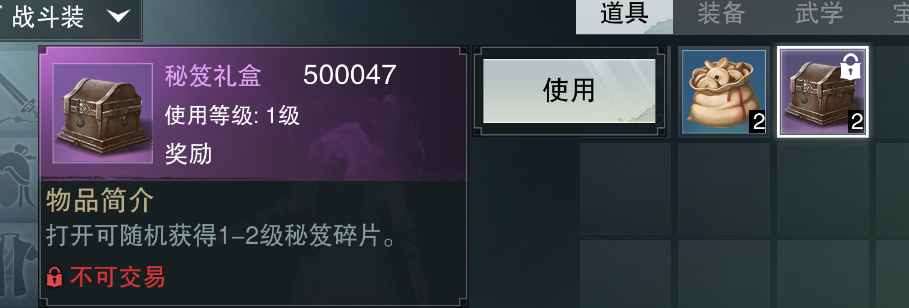 战斗装
道具
装备
武学
宝
秘笈礼盒 500047
使用等级: 1级
奖励
使用
2
2
物品简介
打开可随机获得1-2级秘笈碎片。
不可交易